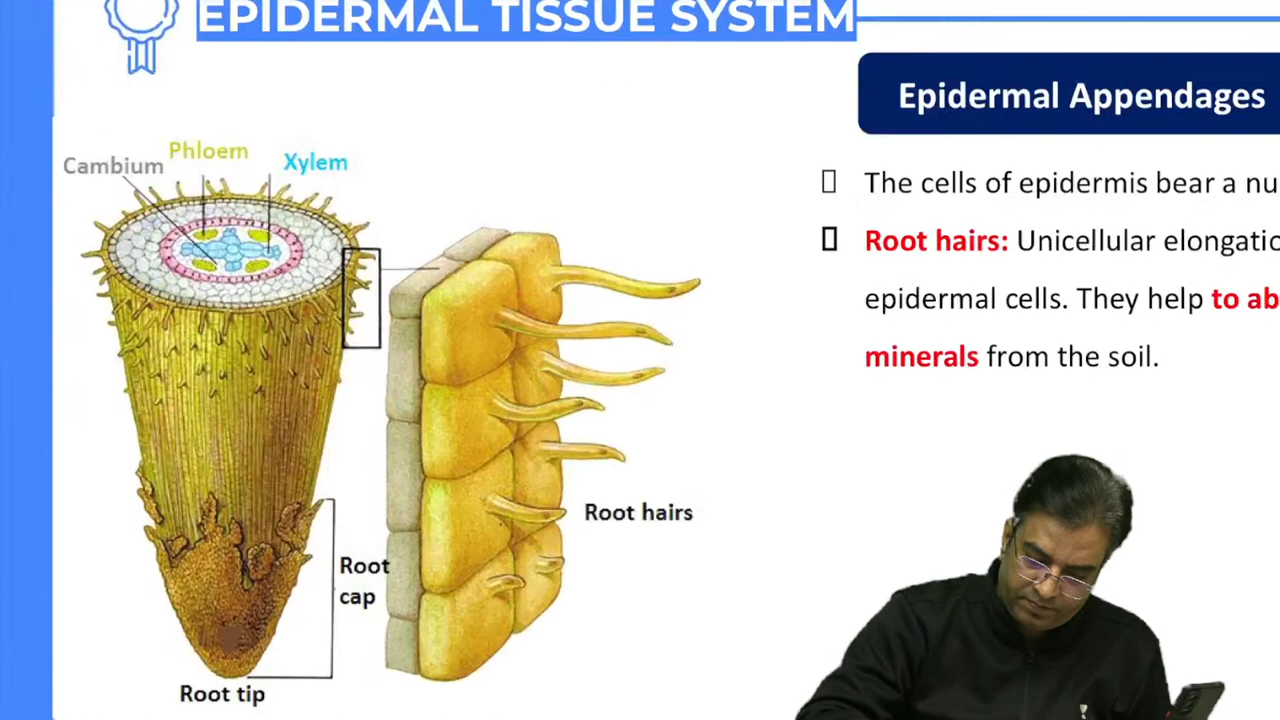 EPIDERMAL TISSUE SYSTEM
Epidermal Appendages
The cells of epidermis bear a nu
Root hairs: Unicellular elongatio
epidermal cells. They help to ab
minerals from the soil.
Cambium
Phloem
Xylem
Root hairs
Root
cap
Root tip